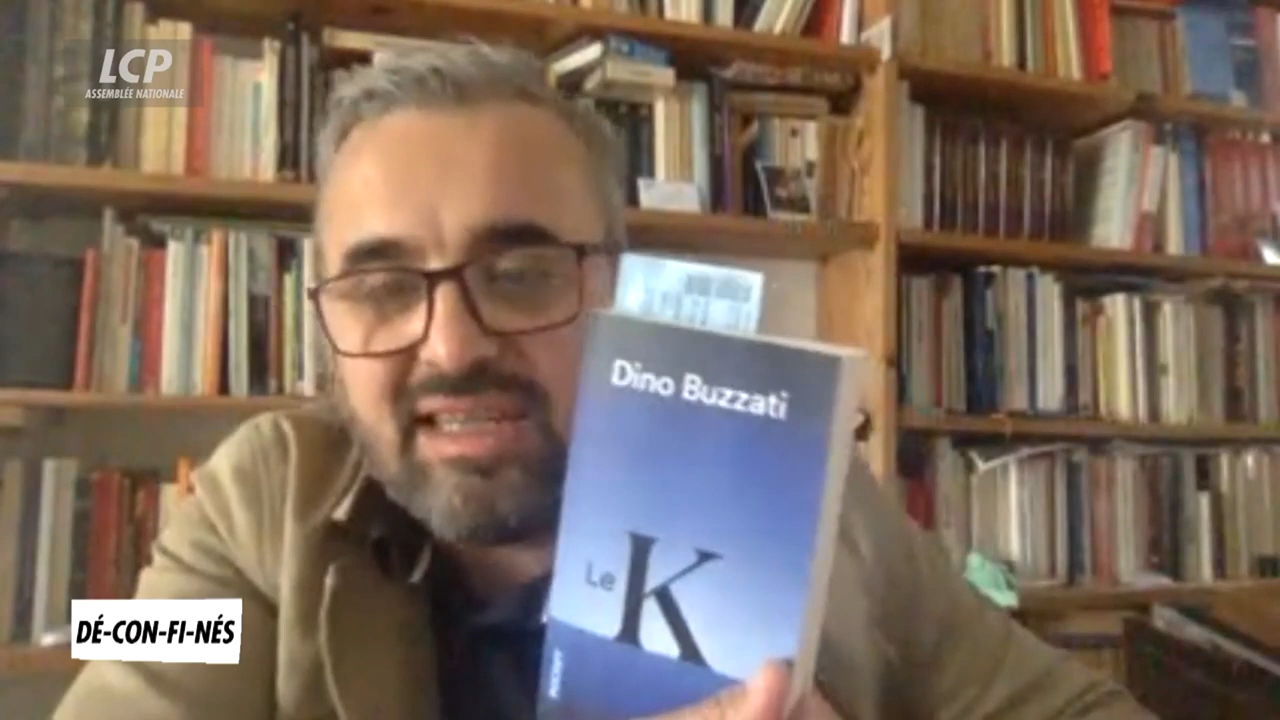 LCP
ASSEMBLÉE NATIONALE
Dino Buzzati
Le K
DÉ-CON-FI-NÉS